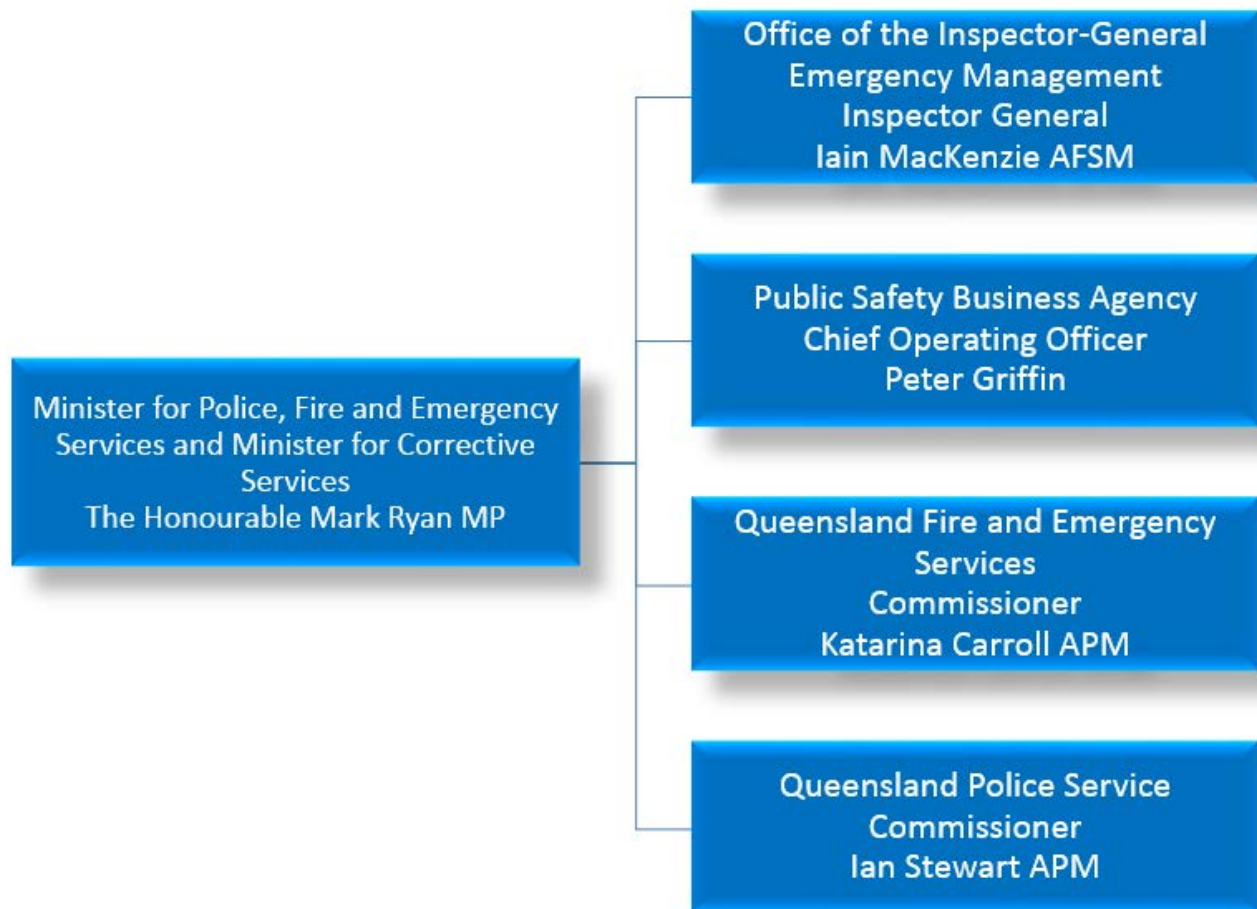 Office of the Inspector-General
Emergency Management
Inspector General
Iain MacKenzie AFSM
Public Safety Business Agency
Chief Operating Officer
Peter Griffin
Minister for Police, Fire and Emergency
Services and Minister for Corrective
Services
The Honourable Mark Ryan MP
Queensland Fire and Emergency
Services
Commissioner
Katarina Carroll APM
Queensland Police Service
Commissioner
Ian Stewart APM